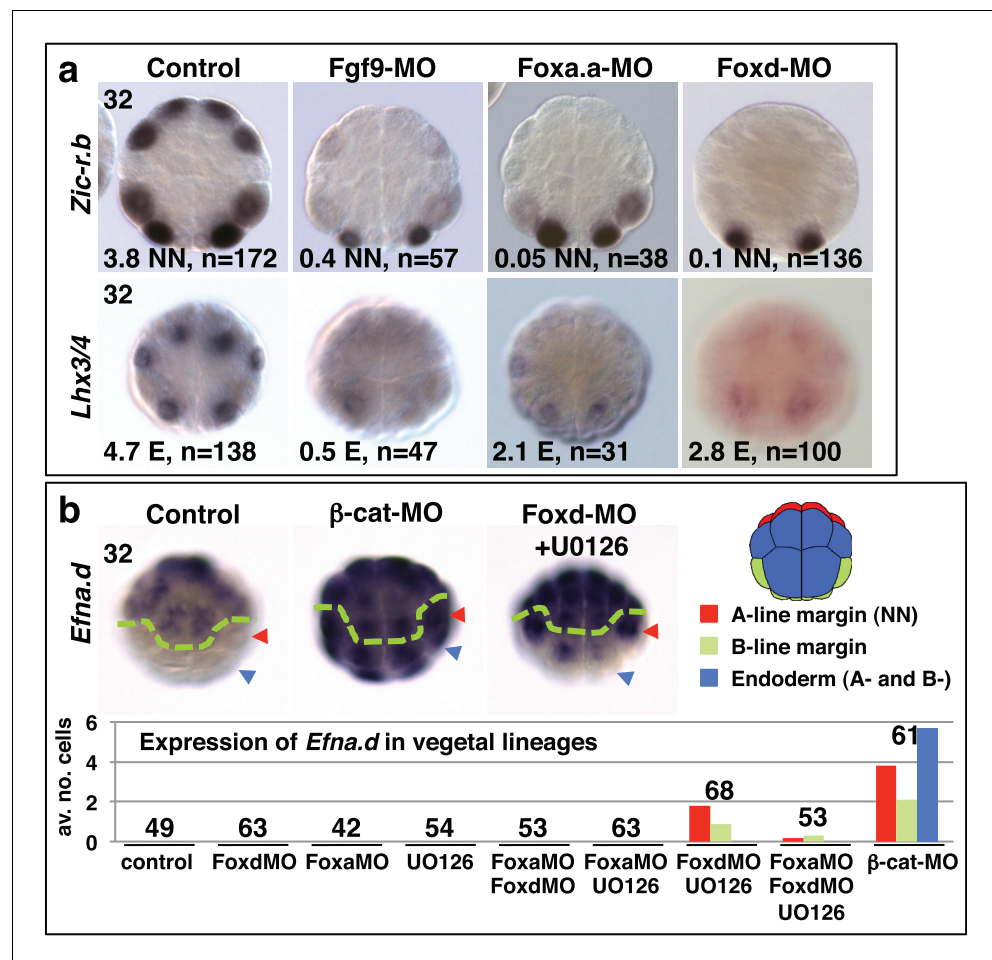 a
Control
Fgf9-MO
Foxa.a-MO
Foxd-MO
Zic-r.b
32
3.8 NN, n=172
0.4 NN, n=57
0.05 NN, n=38
0.1 NN, n=136
Lhx3/4
32
4.7 E, n=138
0.5 E, n=47
2.1 E, n=31
2.8 E, n=100
b
Control
β-cat-MO
Foxd-MO
+U0126
Efna.d
32
A-line margin (NN)
B-line margin
Endoderm (A- and B-)
av. no. cells
6
4
2
0
Expression of Efna.d in vegetal lineages
49
63
42
54
53
63
68
53
61
control
FoxdMO
FoxaMO
UO126
FoxaMO
FoxdMO
FoxaMO
UO126
FoxdMO
UO126
FoxaMO
FoxdMO
UO126
β-cat-MO